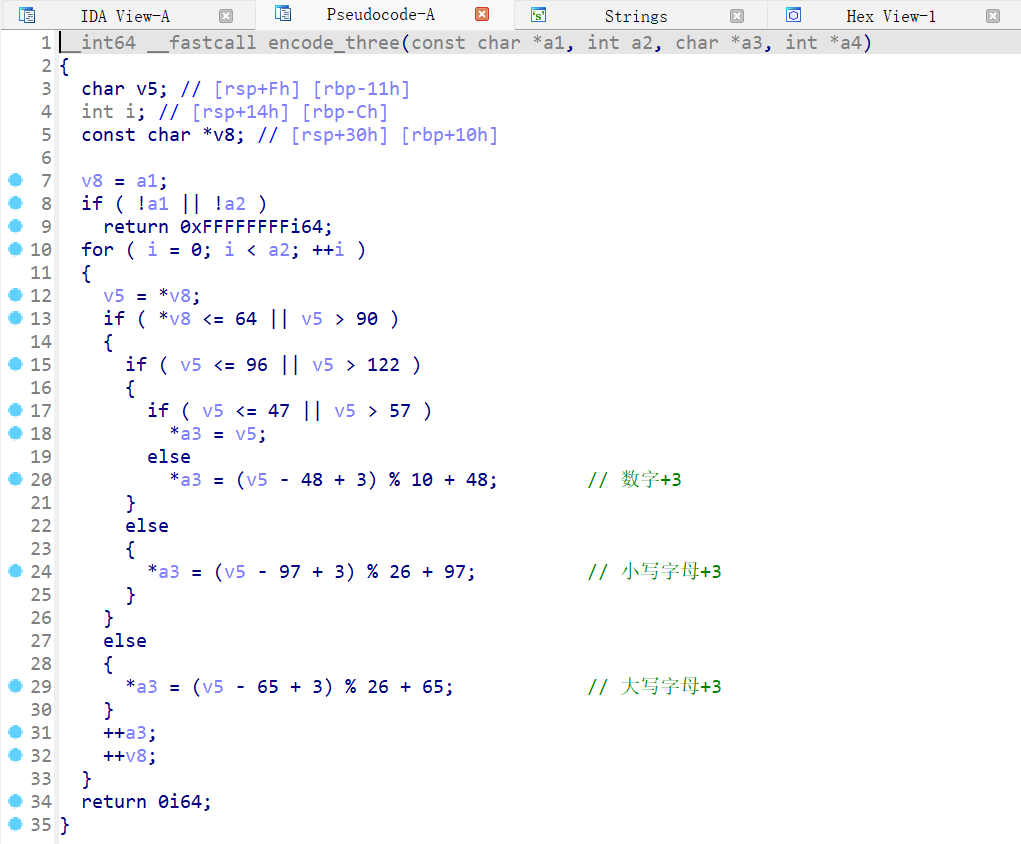 IDA View-A Pseudocode-A Strings Hex View-1
1 __int64 __fastcall encode_three(const char *a1, int a2, char *a3, int *a4)
2 {
3 char v5; // [rsp+Fh] [rbp-11h]
4 int i; // [rsp+14h] [rbp-Ch]
5 const char *v8; // [rsp+30h] [rbp+10h]
6
7 v8 = a1;
8 if ( !a1 || !a2 )
9 return 0xFFFFFFFFi64;
10 for ( i = 0; i < a2; ++i )
11 {
12 v5 = *v8;
13 if ( *v8 <= 64 || v5 > 90 )
14 {
15 if ( v5 <= 96 || v5 > 122 )
16 {
17 if ( v5 <= 47 || v5 > 57 )
18 *a3 = v5;
19 else
20 *a3 = (v5 - 48 + 3) % 10 + 48; // 数字+3
21 }
22 else
23 {
24 *a3 = (v5 - 97 + 3) % 26 + 97; // 小写字母+3
25 }
26 }
27 else
28 {
29 *a3 = (v5 - 65 + 3) % 26 + 65; // 大写字母+3
30 }
31 ++a3;
32 ++v8;
33 }
34 return 0i64;
35 }